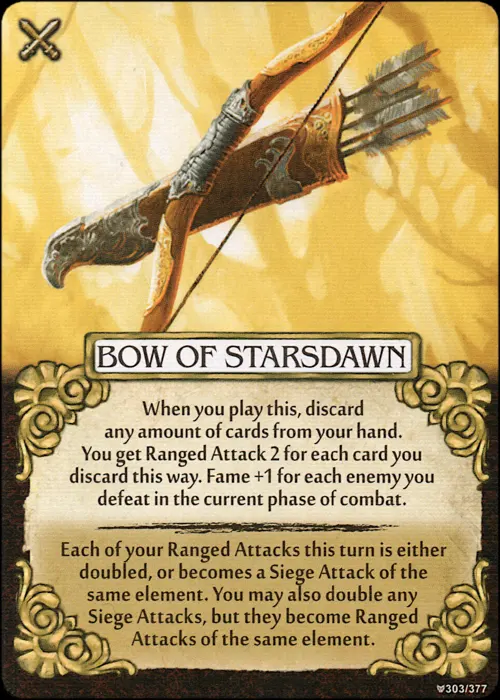 BOW OF STARSDAWN
When you play this, discard
any amount of cards from your hand.
You get Ranged Attack 2 for each card you
discard this way. Fame +1 for each enemy you
defeat in the current phase of combat.
Each of your Ranged Attacks this turn is either
doubled, or becomes a Siege Attack of the
same element. You may also double any
Siege Attacks, but they become Ranged
Attacks of the same element.
303/377